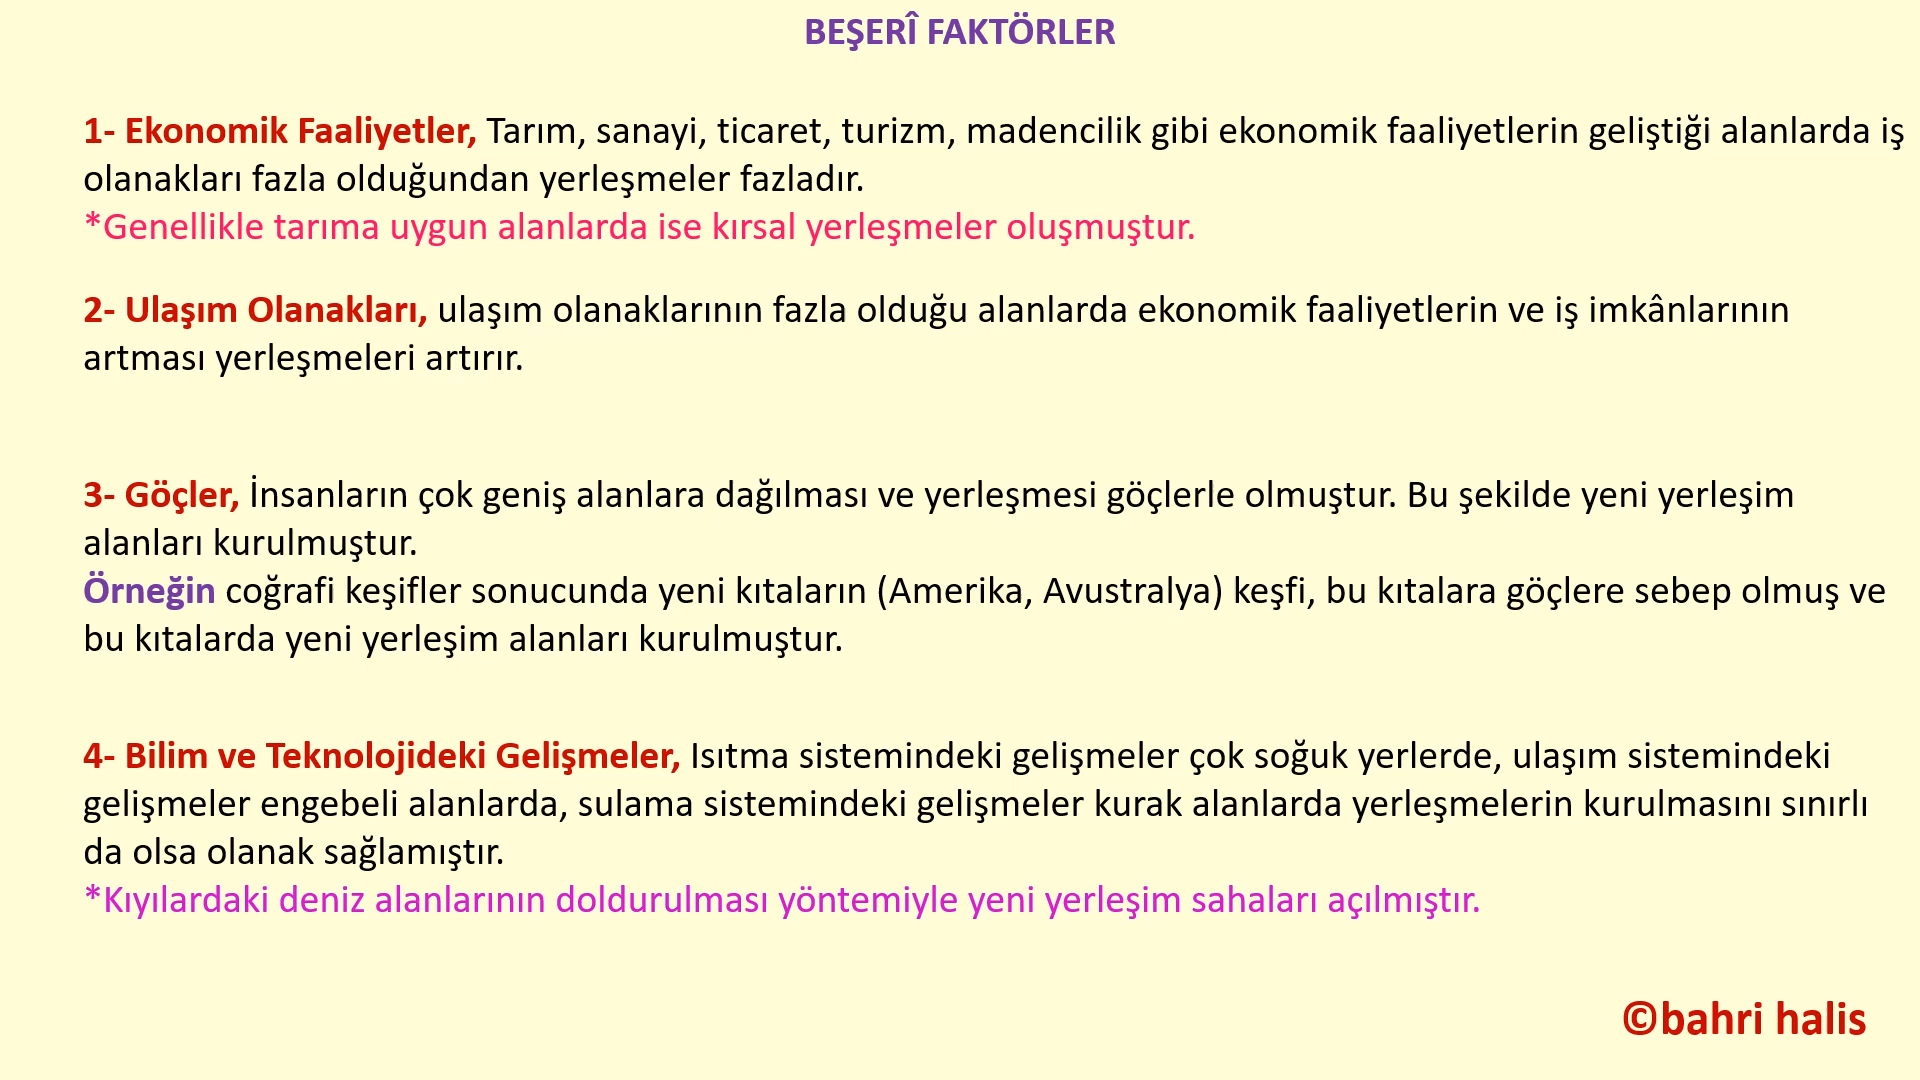 BEŞERÎ FAKTÖRLER
1- Ekonomik Faaliyetler, Tarım, sanayi, ticaret, turizm, madencilik gibi ekonomik faaliyetlerin geliştiği alanlarda iş
olanakları fazla olduğundan yerleşmeler fazladır.
*Genellikle tarıma uygun alanlarda ise kırsal yerleşmeler oluşmuştur.
2- Ulaşım Olanakları, ulaşım olanaklarının fazla olduğu alanlarda ekonomik faaliyetlerin ve iş imkânlarının
artması yerleşmeleri artırır.
3- Göçler, İnsanların çok geniş alanlara dağılması ve yerleşmesi göçlerle olmuştur. Bu şekilde yeni yerleşim
alanları kurulmuştur.
Örneğin coğrafi keşifler sonucunda yeni kıtaların (Amerika, Avustralya) keşfi, bu kıtalara göçlere sebep olmuş ve
bu kıtalarda yeni yerleşim alanları kurulmuştur.
4- Bilim ve Teknolojideki Gelişmeler, Isıtma sistemindeki gelişmeler çok soğuk yerlerde, ulaşım sistemindeki
gelişmeler engebeli alanlarda, sulama sistemindeki gelişmeler kurak alanlarda yerleşmelerin kurulmasını sınırlı
da olsa olanak sağlamıştır.
*Kıyılardaki deniz alanlarının doldurulması yöntemiyle yeni yerleşim sahaları açılmıştır.
©bahri halis